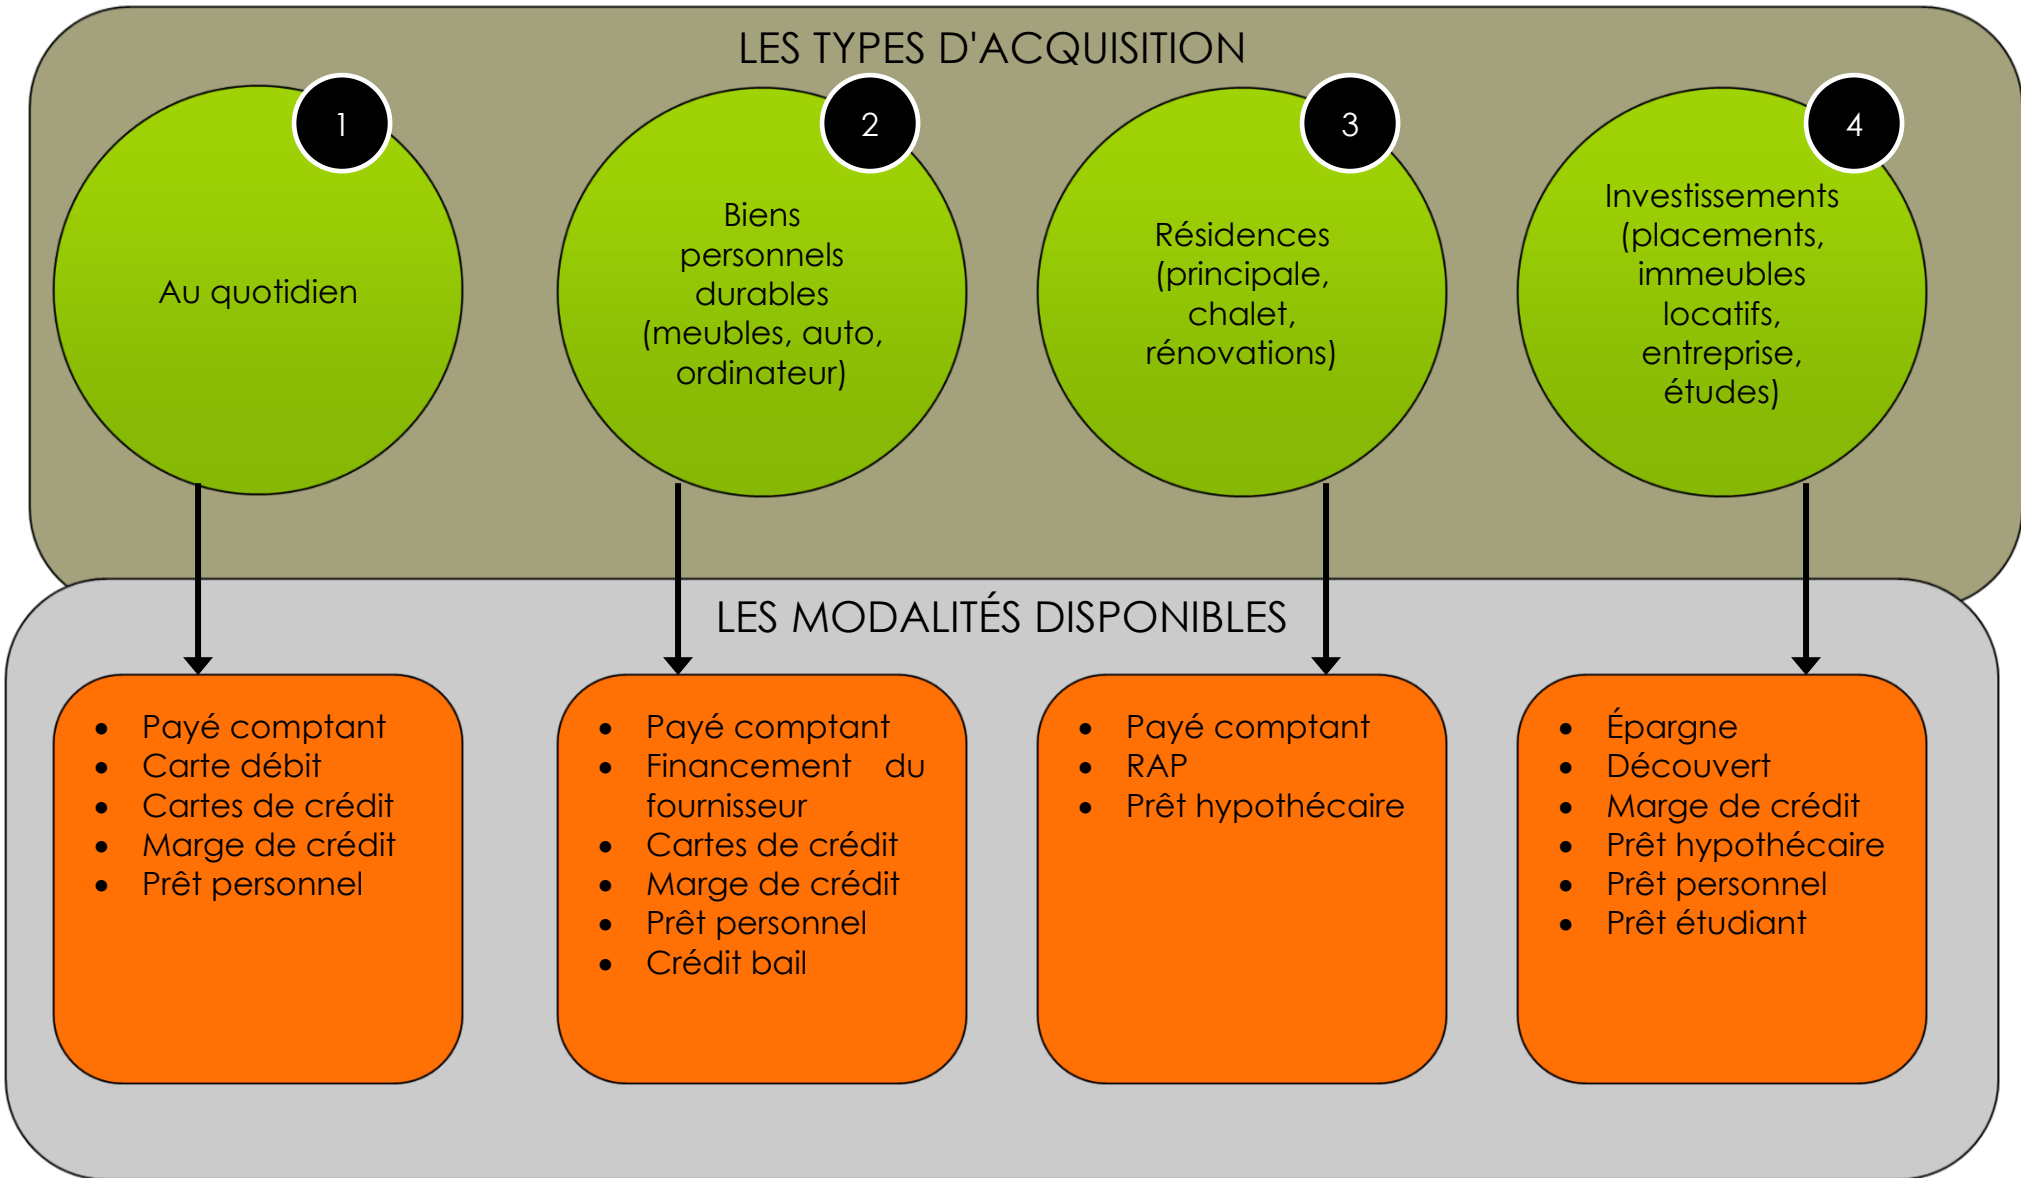 LES TYPES D'ACQUISITION
1
Au quotidien
2
Biens
personnels
durables
(meubles, auto,
ordinateur)
3
Résidences
(principale,
chalet,
rénovations)
4
Investissements
(placements,
immeubles
locatifs,
entreprise,
études)
LES MODALITÉS DISPONIBLES
• Payé comptant
• Carte débit
• Cartes de crédit
• Marge de crédit
• Prêt personnel
• Payé comptant
• Financement du
fournisseur
• Cartes de crédit
• Marge de crédit
• Prêt personnel
• Crédit bail
• Payé comptant
• RAP
• Prêt hypothécaire
• Épargne
• Découvert
• Marge de crédit
• Prêt hypothécaire
• Prêt personnel
• Prêt étudiant